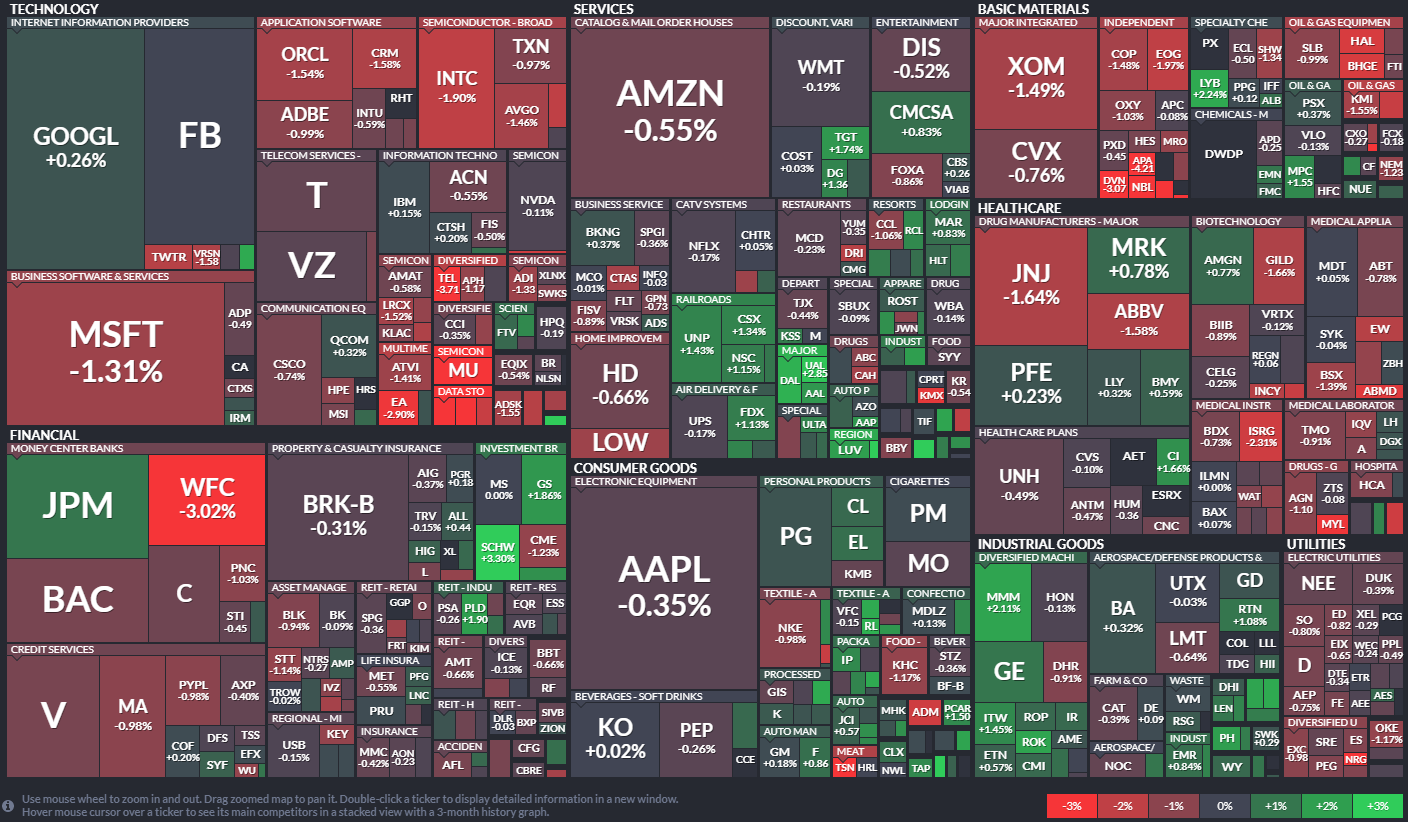 TECHNOLOGY
INTERNET INFORMATION PROVIDERS
GOOGL
+0.26%
FB
TWTR
VRSN
-1.58
APPLICATION SOFTWARE
ORCL
-1.54%
CRM
-1.58%
ADBE
-0.99%
INTU
-0.59%
RHT
SEMICONDUCTOR - BROAD
INTC
-1.90%
TXN
-0.97%
AVGO
-1.46%
BUSINESS SOFTWARE & SERVICES
MSFT
-1.31%
ADP
-0.49
CA
CTXS
IRM
TELECOM SERVICES -
T
VZ
INFORMATION TECHNO
IBM
+0.15%
ACN
-0.55%
CTSH
+0.20%
FIS
-0.50%
SEMICON
NVDA
-0.11%
COMMUNICATION EQ
CSCO
-0.74%
QCOM
+0.32%
HPE
HRS
MSI
SEMICON
AMAT
-0.58%
LRCX
-1.52%
KLAC
DIVERSIFIED
TEL
-3.71
APH
-1.17
SEMICON
ADI
-1.33
XLNX
SWKS
DIVERSIFIE
CCI
-0.35%
SCIEN
FTV
HPQ
-0.19
MULTIME
ATVI
-1.41%
EA
-2.90%
SEMICON
MU
DATA STO
EQIX
-0.54%
BR
NLSN
ADSK
-1.55
SERVICES
CATALOG & MAIL ORDER HOUSES
AMZN
-0.55%
DISCOUNT, VARI
WMT
-0.19%
COST
+0.03%
TGT
+1.74%
DG
+1.36
ENTERTAINMENT
DIS
-0.52%
CMCSA
+0.83%
FOXA
-0.86%
CBS
+0.26
VIAB
BUSINESS SERVICE
BKNG
+0.37%
SPGI
-0.36%
MCO
-0.01%
CTAS
INFO
-0.03
FISV
-0.89%
FLT
GPN
-0.73
VRSK
ADS
CATV SYSTEMS
NFLX
-0.17%
CHTR
+0.05%
RESTAURANTS
MCD
-0.23%
YUM
-0.35
DRI
CMG
RESORTS
CCL
-1.06%
RCL
LODGIN
MAR
+0.83%
HLT
HOME IMPROVEM
HD
-0.66%
LOW
RAILROADS
UNP
+1.43%
CSX
+1.34%
NSC
+1.15%
AIR DELIVERY & F
UPS
-0.17%
FDX
+1.13%
DEPART
TJX
-0.44%
KSS
M
SPECIAL
SBUX
-0.09%
APPARE
ROST
JWN
DRUG
WBA
-0.14%
MAJOR
DAL
UAL
+2.85
AAL
DRUGS
ABC
CAH
INDUST
FOOD
SYY
SPECIAL
ULTA
AUTO P
AZO
AAP
CPRT
KMX
KR
-0.54
TIF
REGION
LUV
BBY
BASIC MATERIALS
MAJOR INTEGRATED
XOM
-1.49%
CVX
-0.76%
INDEPENDENT
COP
-1.48%
EOG
-1.97%
OXY
-1.03%
APC
-0.08%
PXD
-0.45
HES
MRO
APA
-4.21
DVN
-3.07
NBL
SPECIALTY CHE
PX
ECL
-0.50
SHW
-1.34
LYB
+2.24%
PPG
+0.12
IFF
ALB
CHEMICALS - M
DWDP
APD
-0.25
EMN
FMC
OIL & GAS EQUIPMEN
SLB
-0.99%
HAL
BHGE
FTI
OIL & GA
PSX
+0.37%
VLO
-0.13%
MPC
+1.55
HFC
OIL & GAS
KMI
-1.55%
CXO
-0.27
FCX
-0.18
CF
NEM
-1.23
NUE
HEALTHCARE
DRUG MANUFACTURERS - MAJOR
JNJ
-1.64%
MRK
+0.78%
ABBV
-1.58%
PFE
+0.23%
LLY
+0.32%
BMY
+0.59%
BIOTECHNOLOGY
AMGN
+0.77%
GILD
-1.66%
BIIB
-0.89%
VRTX
-0.12%
CELG
-0.25%
REGN
+0.06
INCY
MEDICAL APPLIA
MDT
+0.05%
ABT
-0.78%
SYK
-0.04%
EW
ZBH
BSX
-1.39%
ABMD
HEALTH CARE PLANS
UNH
-0.49%
CVS
-0.10%
AET
CI
+1.66%
ANTM
-0.47%
HUM
-0.36
ESRX
CNC
MEDICAL INSTR
BDX
-0.73%
ISRG
-2.31%
ILMN
+0.00%
WAT
BAX
+0.07%
MEDICAL LABORATOR
TMO
-0.91%
IQV
LH
A
DGX
DRUGS - G
AGN
-1.10
ZTS
-0.08
MYL
HOSPITA
HCA
FINANCIAL
MONEY CENTER BANKS
JPM
WFC
-3.02%
BAC
C
PNC
-1.03%
STI
-0.45
PROPERTY & CASUALTY INSURANCE
BRK-B
-0.31%
AIG
-0.37%
PGR
+0.18
TRV
-0.15%
ALL
+0.44
HIG
XL
L
INVESTMENT BR
MS
0.00%
GS
+1.86%
SCHW
+3.30%
CME
-1.23%
CREDIT SERVICES
V
MA
-0.98%
PYPL
-0.98%
AXP
-0.40%
COF
+0.20%
DFS
TSS
SYF
EFX
WU
ASSET MANAGE
BLK
-0.94%
BK
-0.09%
STT
-1.14%
NTRS
-0.27
AMP
TROW
-0.02%
IVZ
REIT - RETAI
SPG
-0.36
GGP
O
FRT
KIM
REIT - INDU
PSA
-0.26
PLD
+1.90
REIT - RES
EQR
ESS
AVB
LIFE INSURA
MET
-0.55%
PFG
LNC
PRU
REIT -
AMT
-0.66%
DIVERS
ICE
-0.13%
BBT
-0.66%
RF
REGIONAL - MI
USB
-0.15%
KEY
INSURANCE
MMC
-0.42%
AON
-0.23
REIT - H
REIT -
DLR
-0.03
BXP
SIVB
ZION
ACCIDEN
AFL
CFG
CBRE
CONSUMER GOODS
ELECTRONIC EQUIPMENT
AAPL
-0.35%
PERSONAL PRODUCTS
PG
CL
EL
KMB
CIGARETTES
PM
MO
BEVERAGES - SOFT DRINKS
KO
+0.02%
PEP
-0.26%
CCE
TEXTILE - A
NKE
-0.98%
TEXTILE - A
VFC
-0.15
RL
CONFECTIO
MDLZ
+0.13%
PACKA
IP
FOOD -
KHC
-1.17%
BEVER
STZ
-0.36%
BF-B
PROCESSED
GIS
K
AUTO
JCI
+0.57
MHK
ADM
PCAR
+1.50
AUTO MAN
GM
+0.18%
F
+0.86
MEAT
TSN
HRL
CLX
NWL
TAP
INDUSTRIAL GOODS
DIVERSIFIED MACHI
MMM
+2.11%
HON
-0.13%
GE
DHR
-0.91%
ITW
+1.45%
ROP
IR
ROK
AME
ETN
+0.57%
CMI
AEROSPACE/DEFENSE PRODUCTS &
BA
+0.32%
UTX
-0.03%
GD
LMT
-0.64%
RTN
+1.08%
COL
LLL
TDG
HII
FARM & CO
CAT
-0.39%
DE
+0.09
WASTE
WM
RSG
DHI
LEN
AEROSPACE/
NOC
INDUST
EMR
+0.84%
PH
SWK
+0.29
WY
UTILITIES
ELECTRIC UTILITIES
NEE
DUK
-0.39%
SO
-0.80%
ED
-0.82
XEL
-0.29
PCG
D
EIX
-0.65
WEC
-0.24
PPL
-0.49
DTE
-0.34
ETR
AEP
-0.75%
FE
AEE
AES
DIVERSIFIED U
EXC
-0.98
SRE
ES
PEG
NRG
OKE
-1.17%
Use mouse wheel to zoom in and out. Drag zoomed map to pan it. Double-click a ticker to display detailed information in a new window.
Hover mouse cursor over a ticker to see its main competitors in a stacked view with a 3-month history graph.
-3%
-2%
-1%
0%
+1%
+2%
+3%